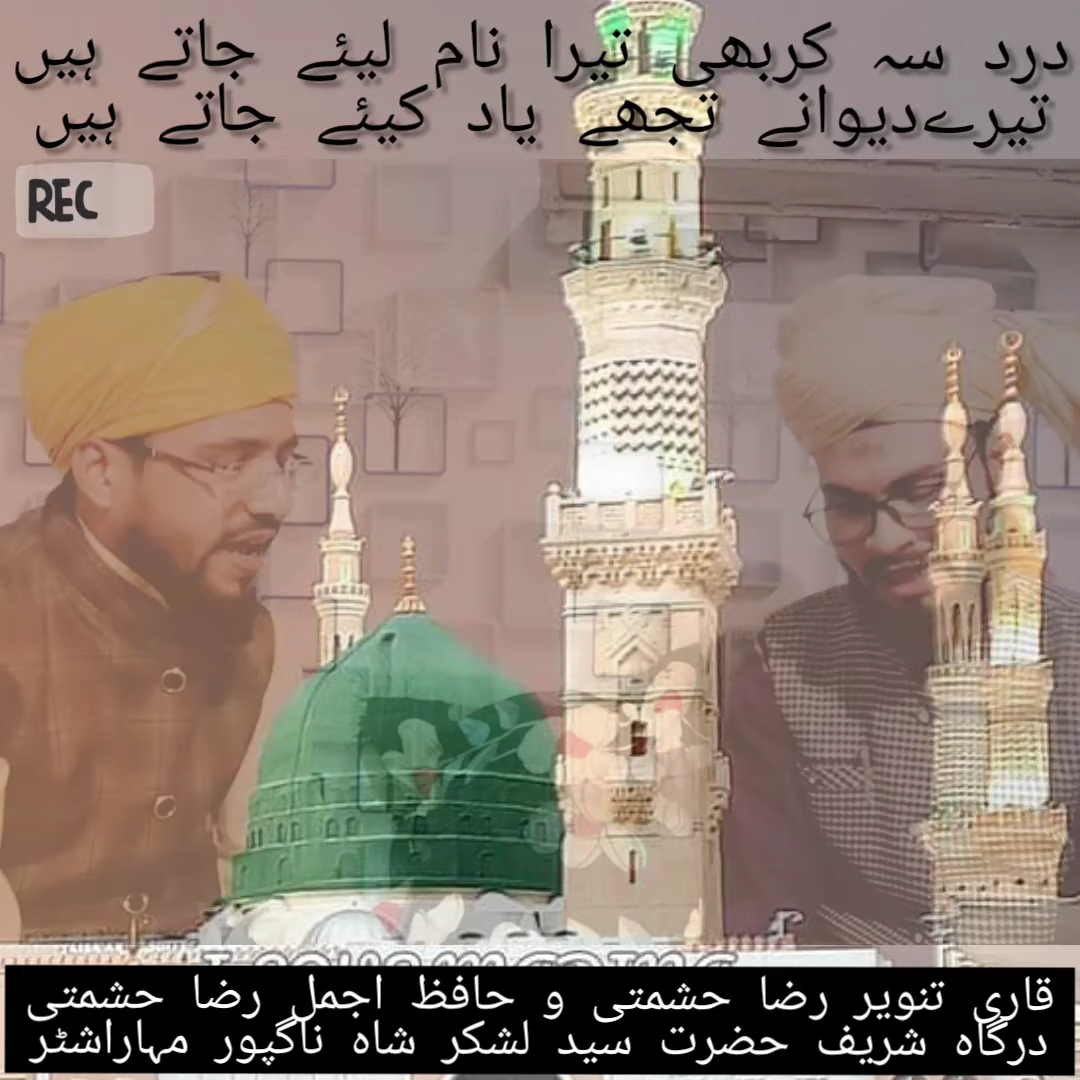 درد سہ کربھی تیرا نام لیئے جاتے ہیں
تیرےدیوانے تجھے یاد کیئے جاتے ہیں
REC
قاری تنویر رضا حشمتی و حافظ اجمل رضا حشمتی
درگاہ شریف حضرت سید لشکر شاہ ناگپور مہاراشٹر